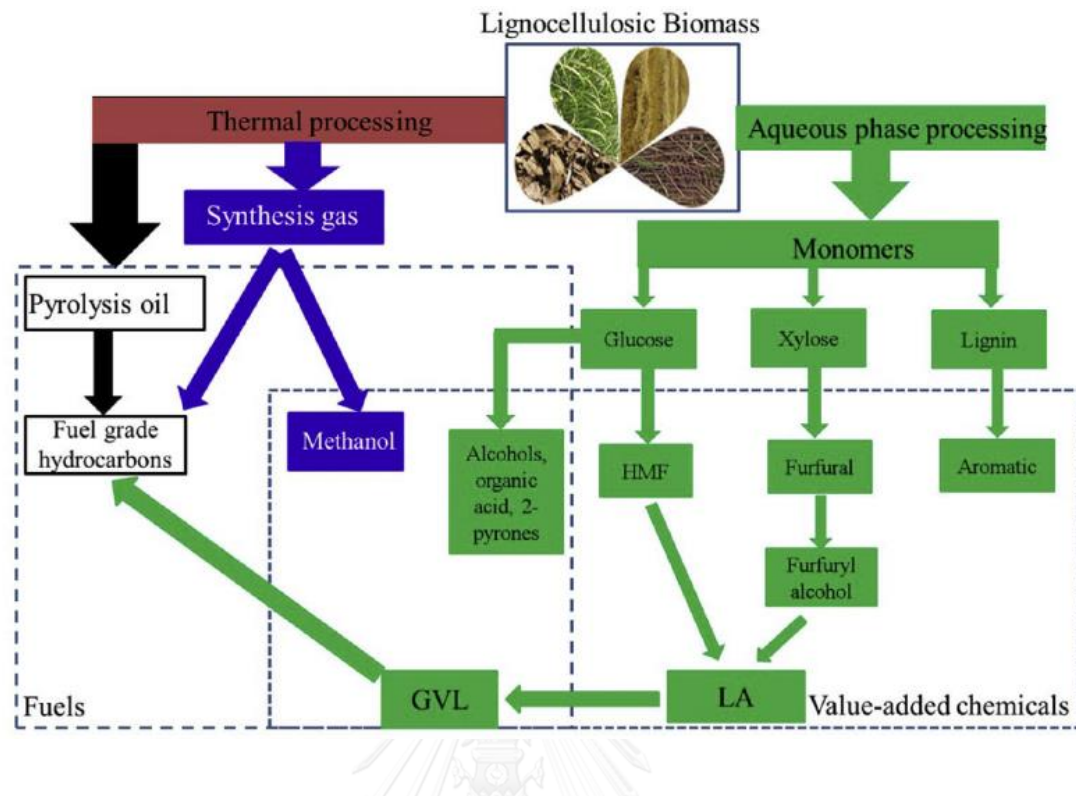 Lignocellulosic Biomass
Thermal processing
Aqueous phase processing
Synthesis gas
Monomers
Pyrolysis oil
Glucose
Xylose
Lignin
Fuel grade
hydrocarbons
Methanol
Alcohols,
organic
acid, 2-
pyrones
HMF
Furfural
Aromatic
Furfuryl
alcohol
Fuels
GVL
LA
Value-added chemicals